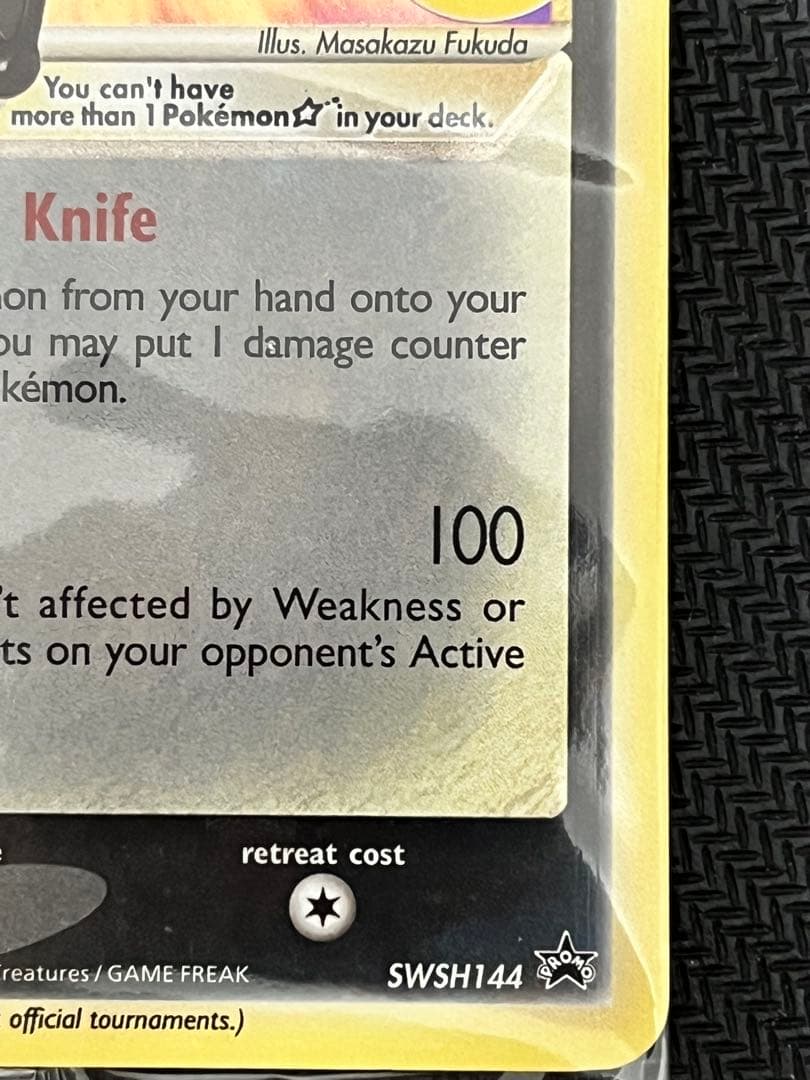 Illus. Masakazu Fukuda
You can't have
more than 1 Pokémon☆ in your deck.
Knife
on from your hand onto your
ou may put 1 damage counter
kémon.
100
't affected by Weakness or
ts on your opponent's Active
retreat cost
reatures / GAME FREAK
SWSH144 PROMO
official tournaments.)